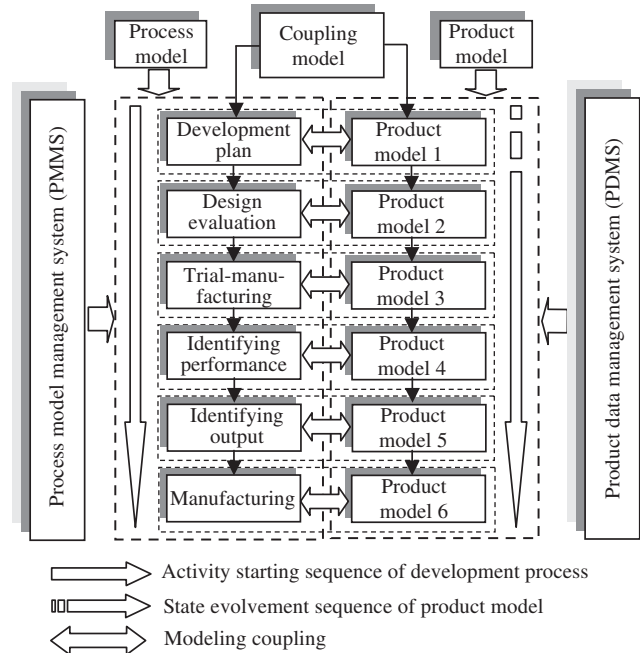 Process
model
Coupling
model
Product
model
Process model management system (PMMS)
Product data management system (PDMS)
Development
plan
Product
model 1
Design
evaluation
Product
model 2
Trial-manu-
facturing
Product
model 3
Identifying
performance
Product
model 4
Identifying
output
Product
model 5
Manufacturing
Product
model 6
Activity starting sequence of development process
State evolvement sequence of product model
Modeling coupling